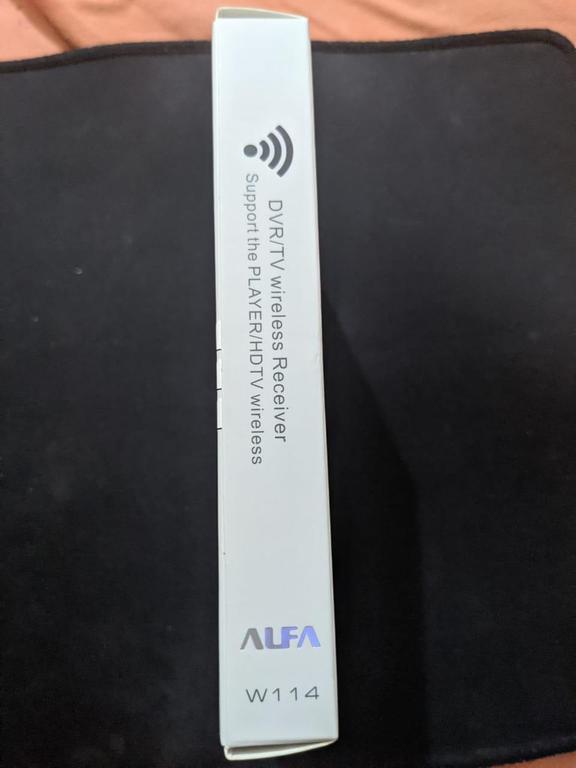 DVR/TV wireless Receiver
Support the PLAYER/HDTV wireless
ALFA
W114